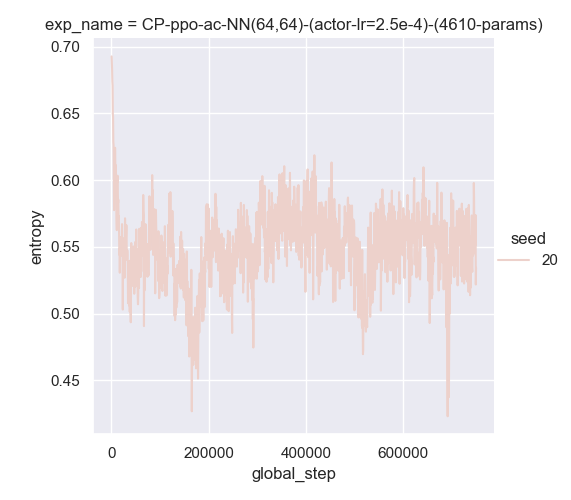 exp_name = CP-ppo-ac-NN(64,64)-(actor-lr=2.5e-4)-(4610-params)
0.70
0.65
0.60
0.55
0.50
0.45
entropy
0
200000
400000
600000
global_step
seed
20